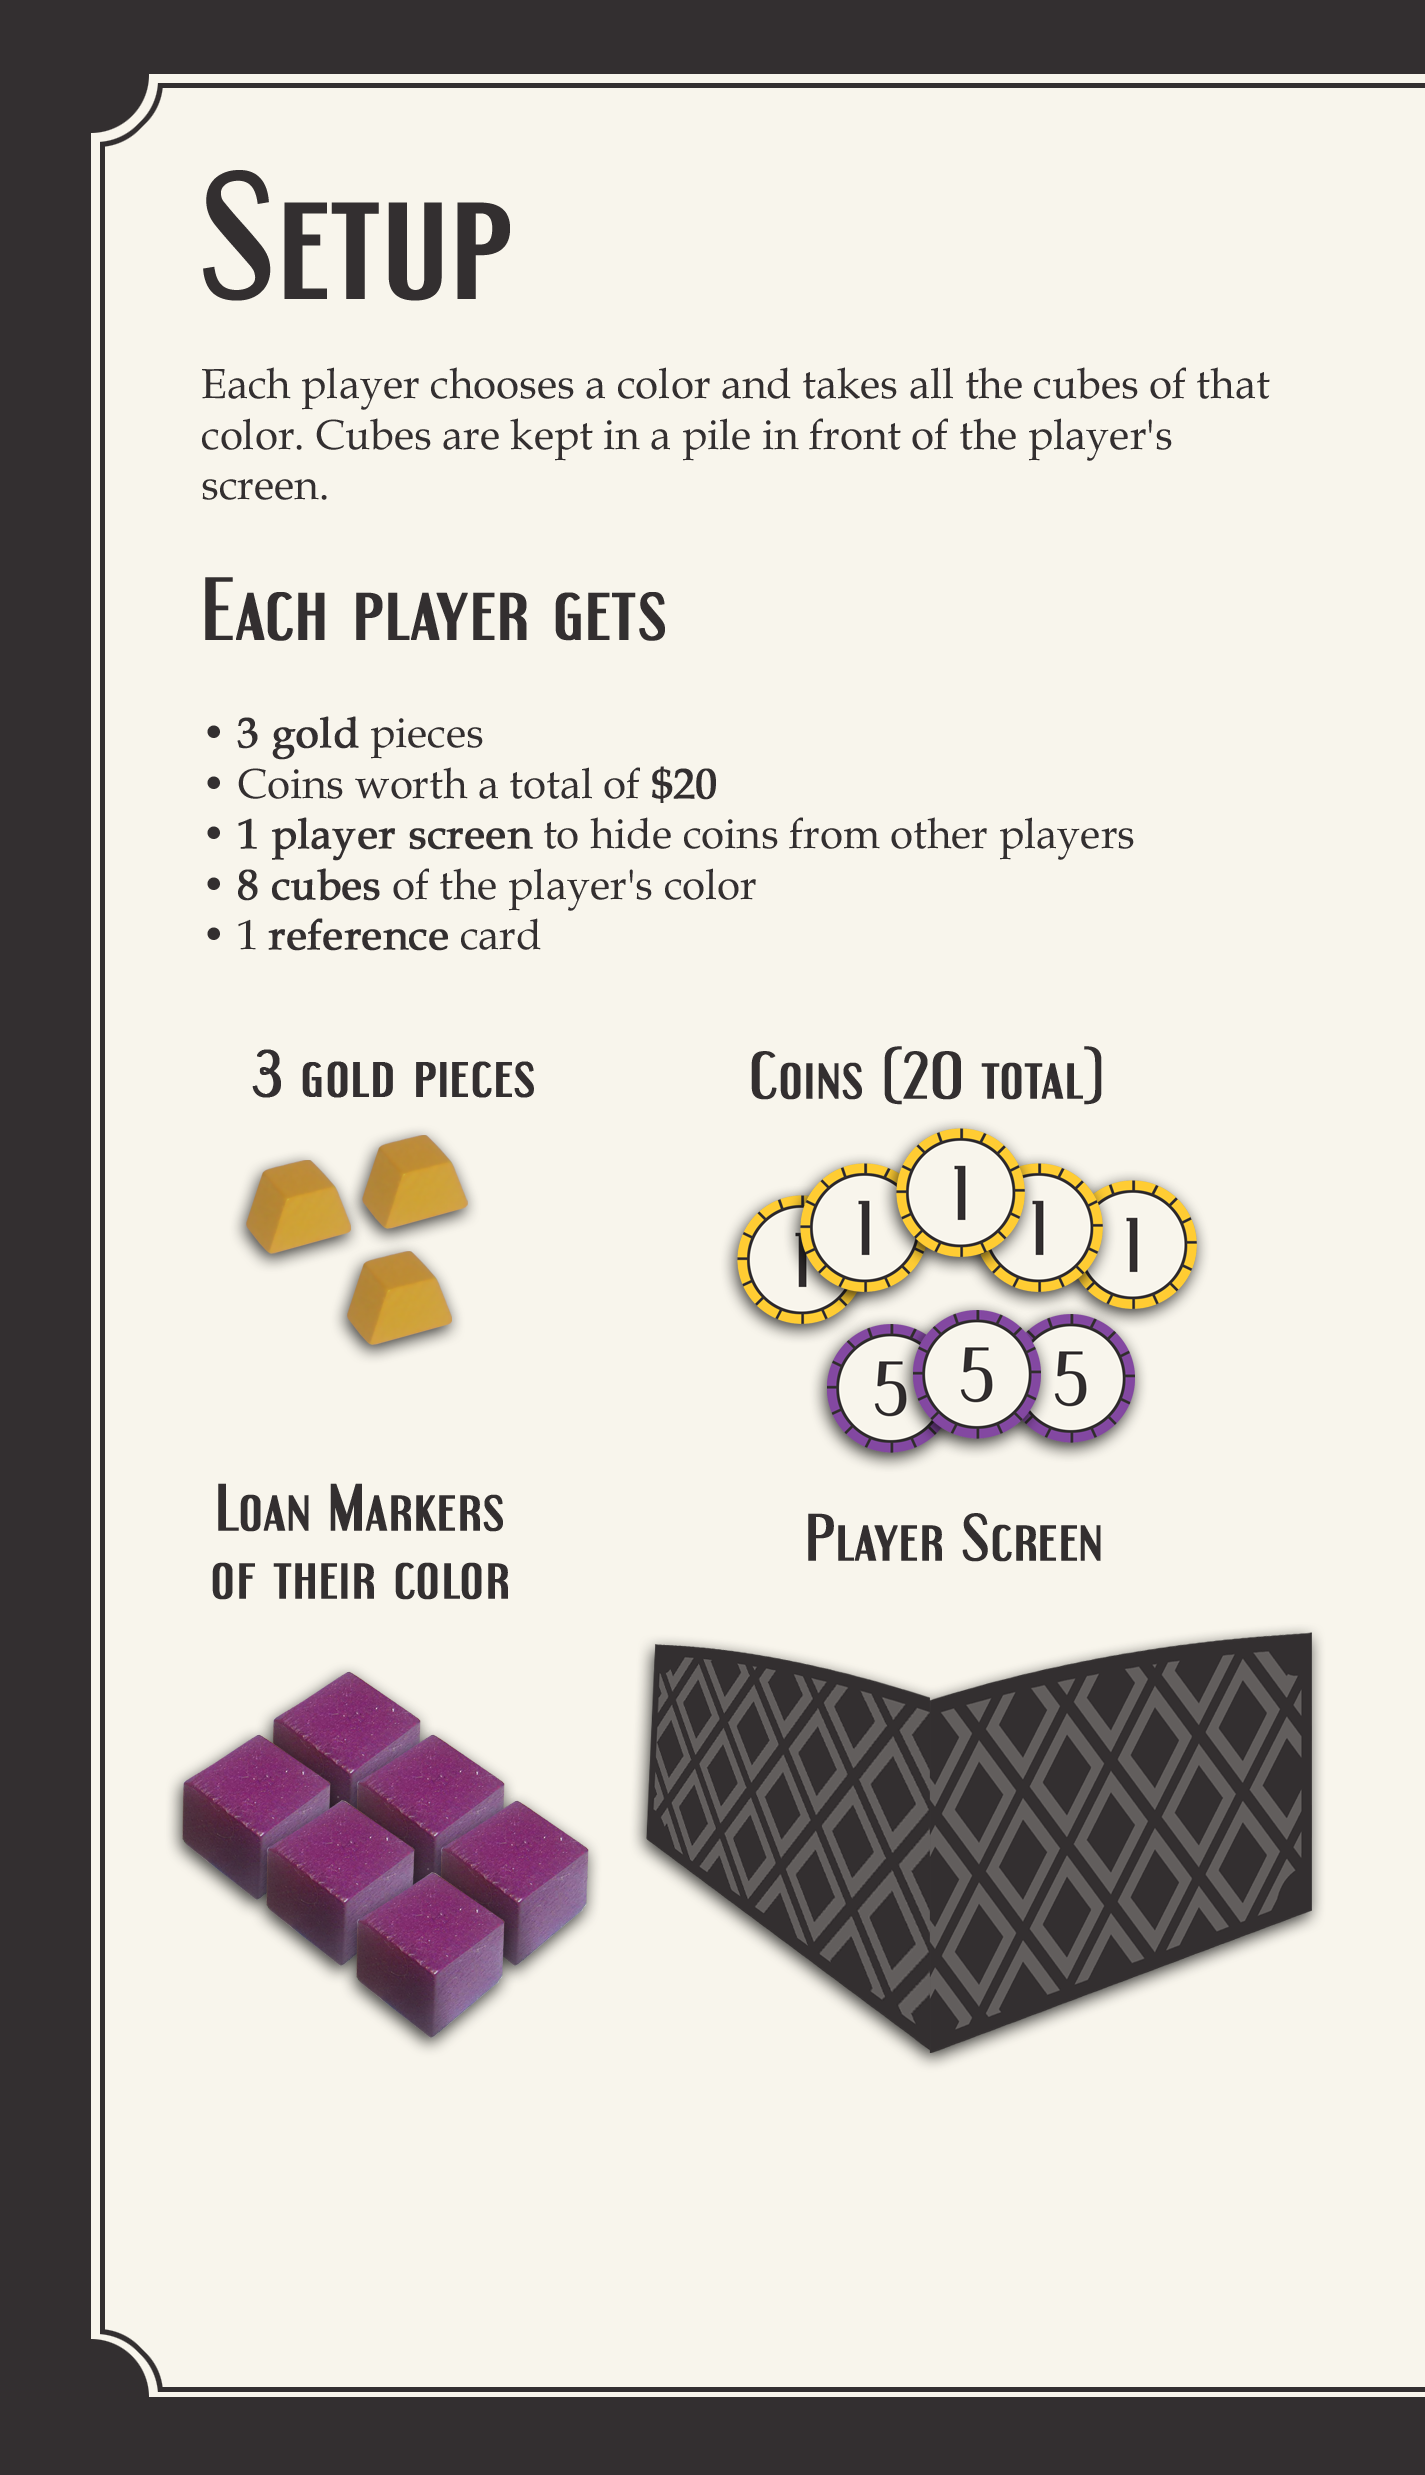 Setup
Each player chooses a color and takes all the cubes of that
color. Cubes are kept in a pile in front of the player's
screen.
Each player gets
• 3 gold pieces
• Coins worth a total of $20
• 1 player screen to hide coins from other players
• 8 cubes of the player's color
• 1 reference card
3 gold pieces
Coins (20 total)
1 1 1 1 1
5 5 5
Loan Markers
of their color
Player Screen